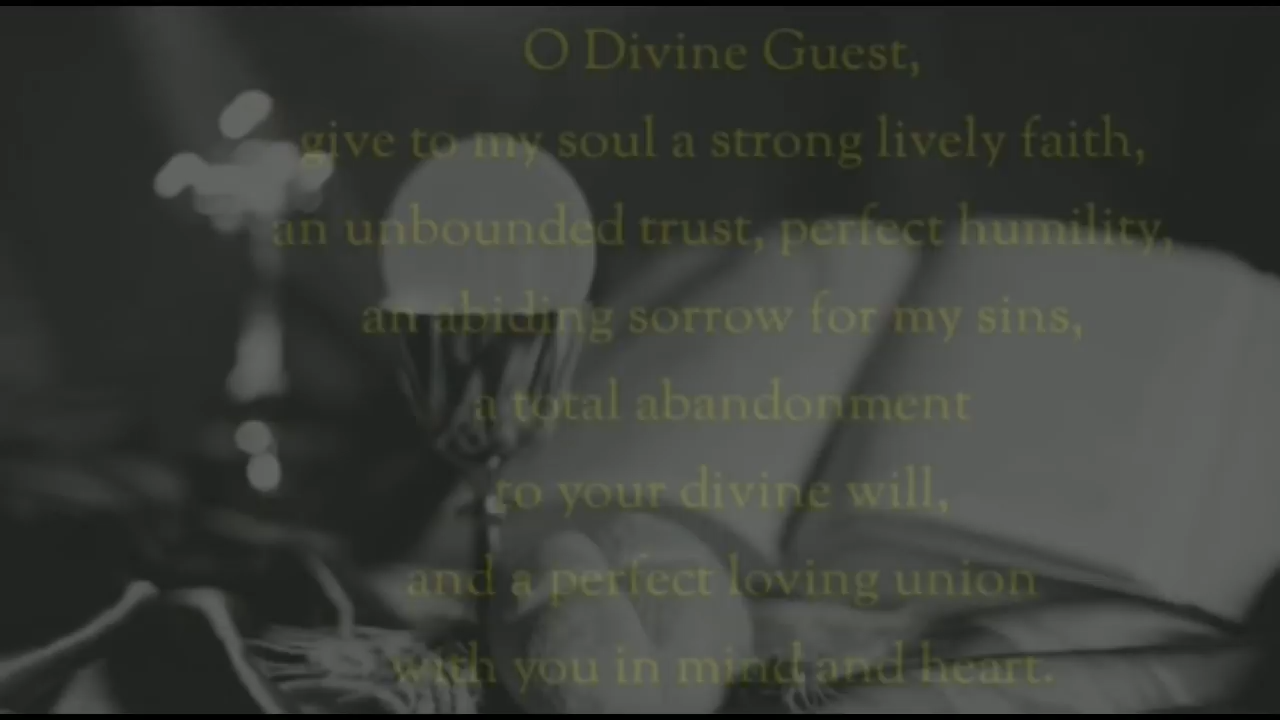 O Divine Guest,
give to my soul a strong lively faith,
an unbounded trust, perfect humility,
an abiding sorrow for my sins,
a total abandonment
to your divine will,
and a perfect loving union
with you in mind and heart.